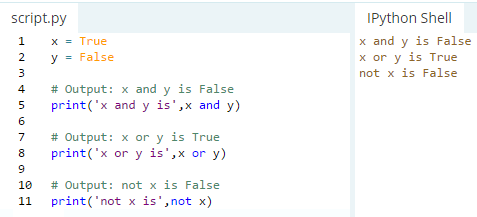 script.py
1 x = True
2 y = False
3
4 # Output: x and y is False
5 print('x and y is',x and y)
6
7 # Output: x or y is True
8 print('x or y is',x or y)
9
10 # Output: not x is False
11 print('not x is',not x)
IPython Shell
x and y is False
x or y is True
not x is False